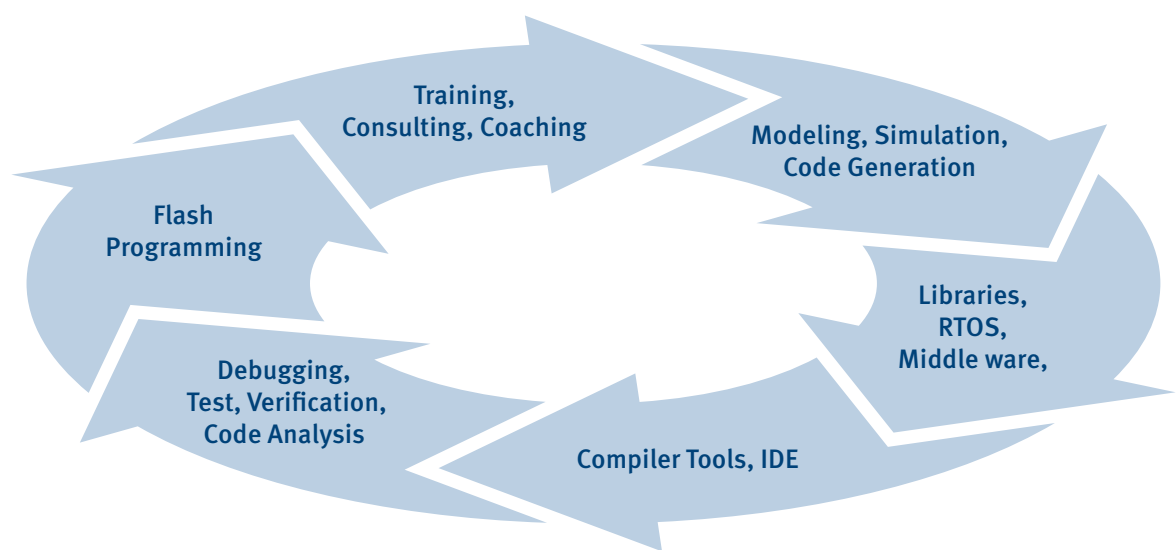 Training,
Consulting, Coaching
Modeling, Simulation,
Code Generation
Libraries,
RTOS,
Middle ware,
Compiler Tools, IDE
Debugging,
Test, Verification,
Code Analysis
Flash
Programming